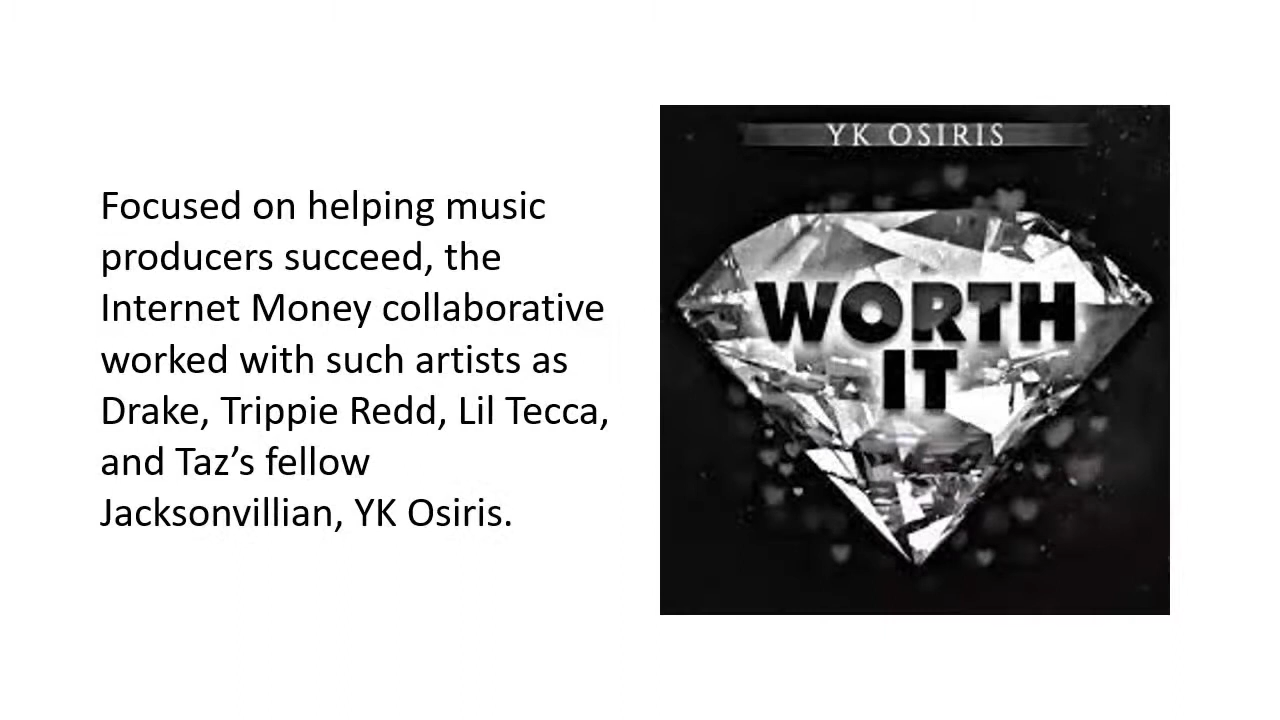 Focused on helping music
producers succeed, the
Internet Money collaborative
worked with such artists as
Drake, Trippie Redd, Lil Tecca,
and Taz’s fellow
Jacksonvillian, YK Osiris.
YK OSIRIS
WORTH
IT